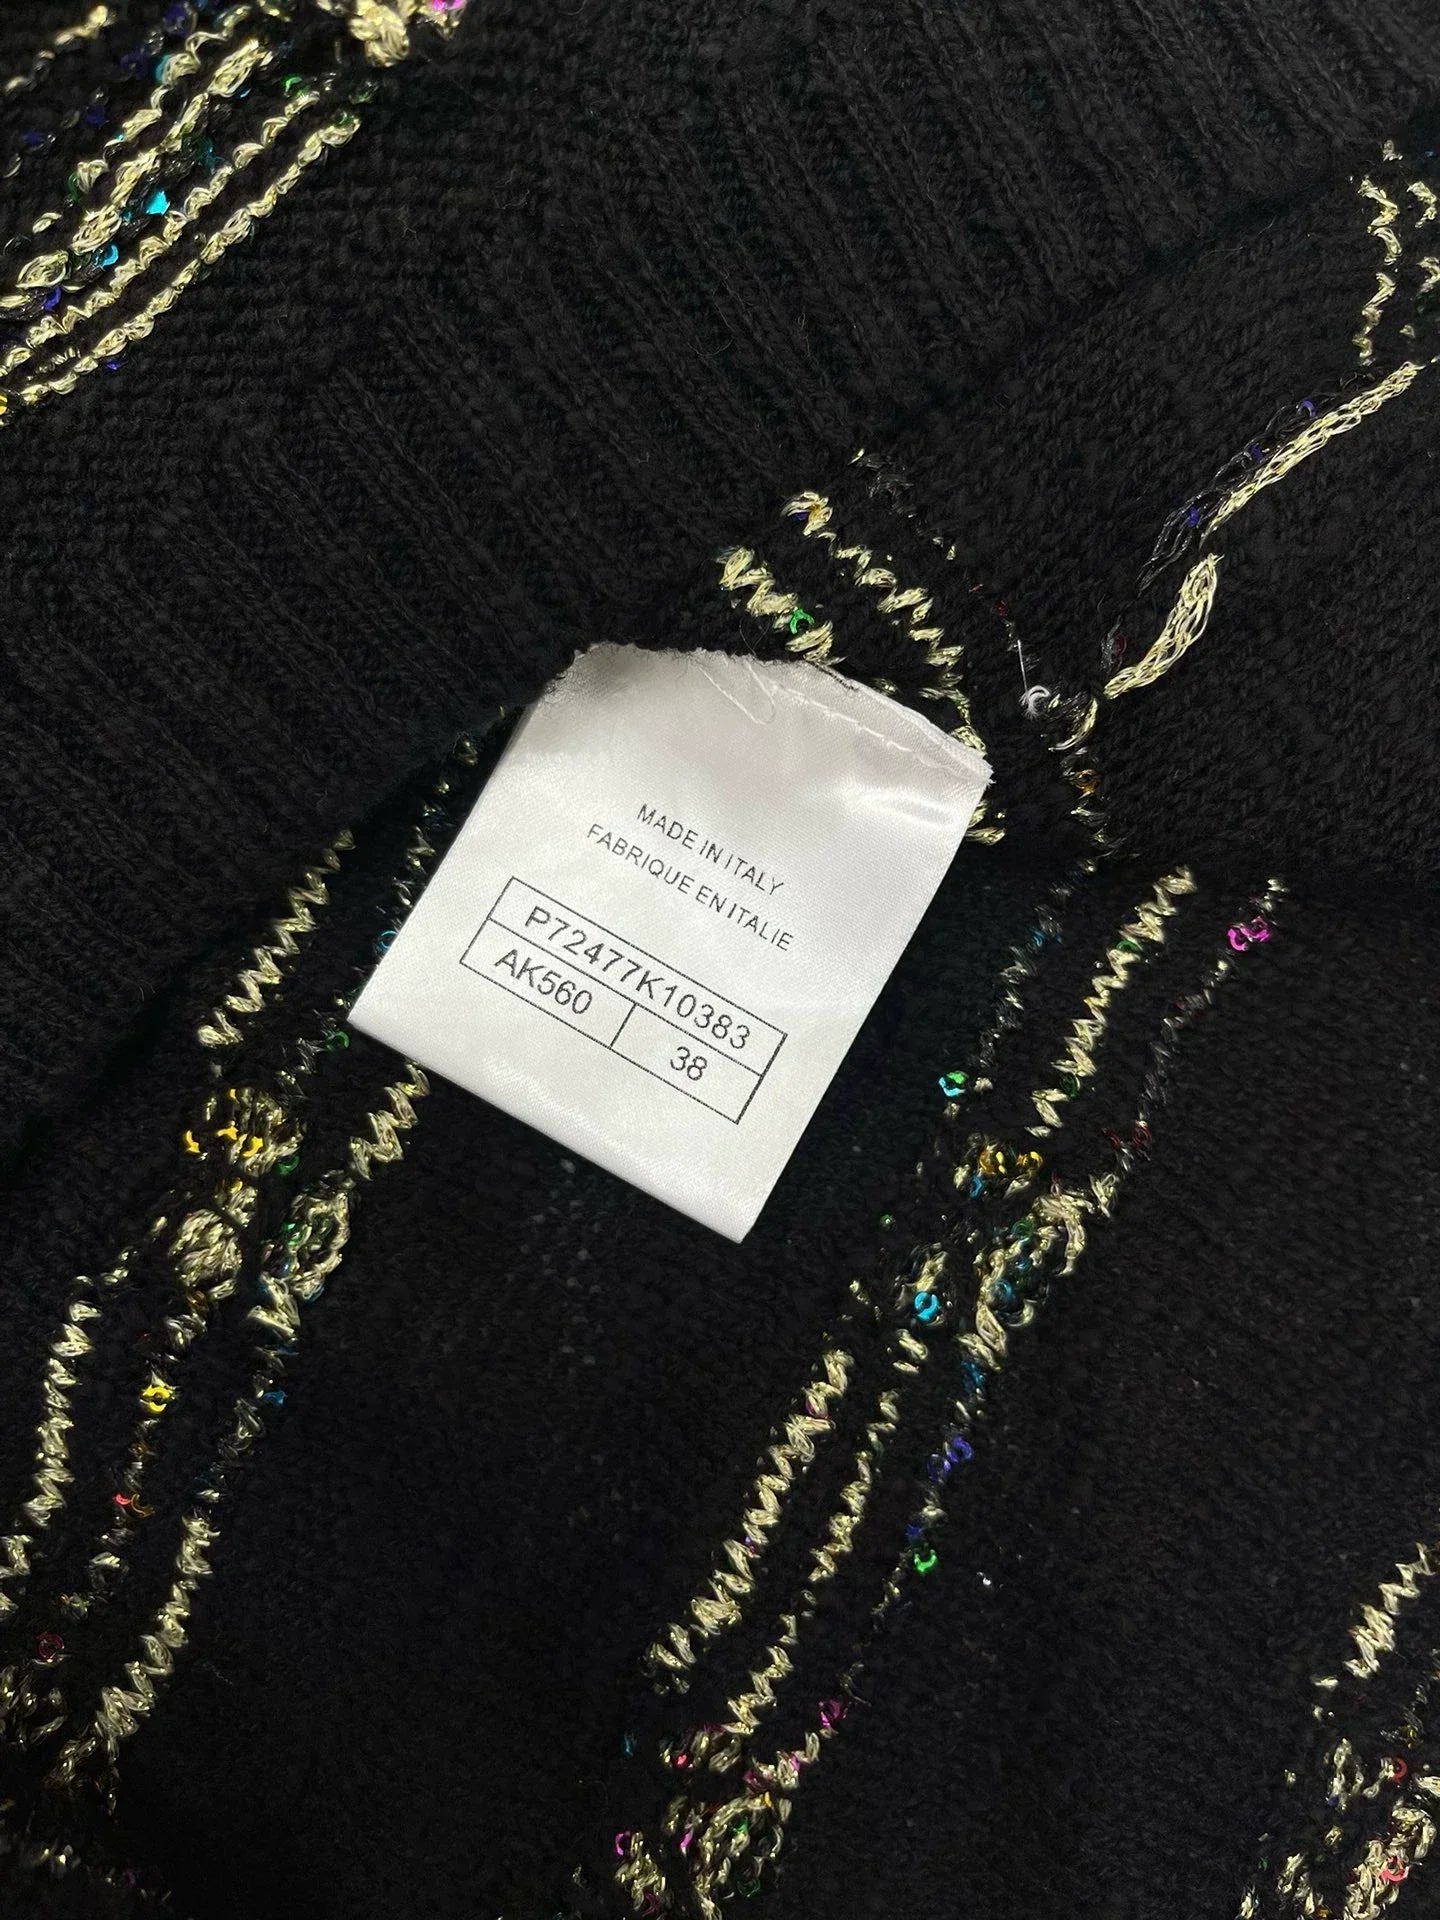 MADE IN ITALY
FABRIQUE EN ITALIE
P72477K10383
AK560 38